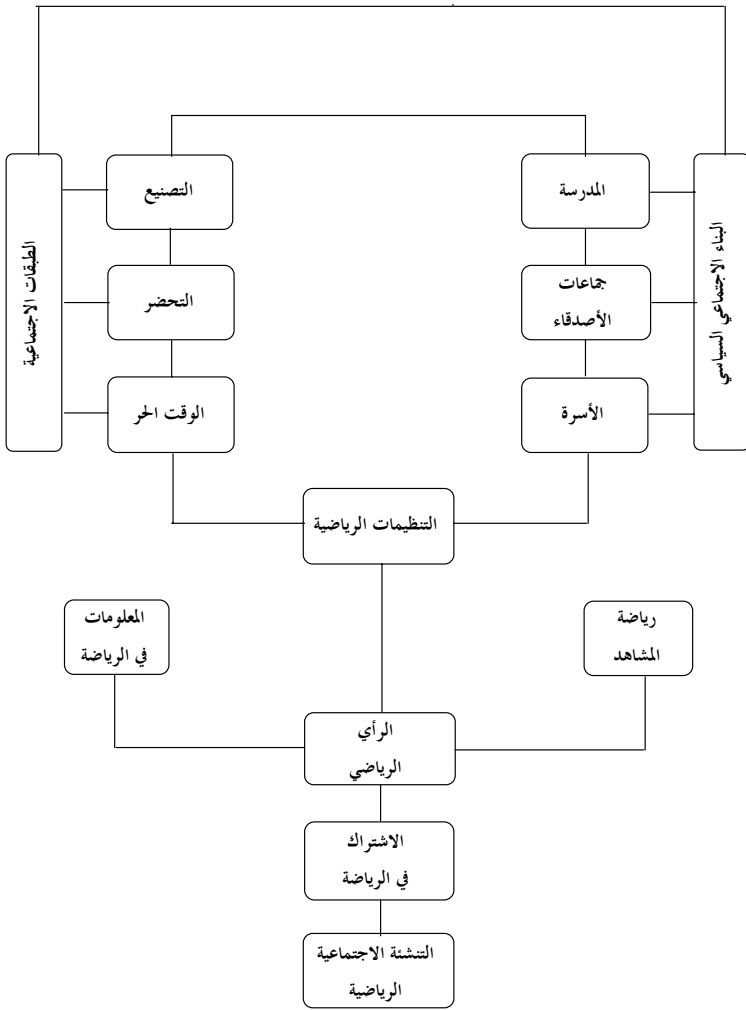 المدرسة
التصنيع
البناء الاجتماعي السياسي
الطبقات الاجتماعية
جماعات
الأصدقاء
التحضر
الأسرة
الوقت الحر
التنظيمات الرياضية
رياضة
المشاهد
المعلومات
في الرياضة
الرأي
الرياضي
الاشتراك
في الرياضة
التنشئة الاجتماعية
الرياضية